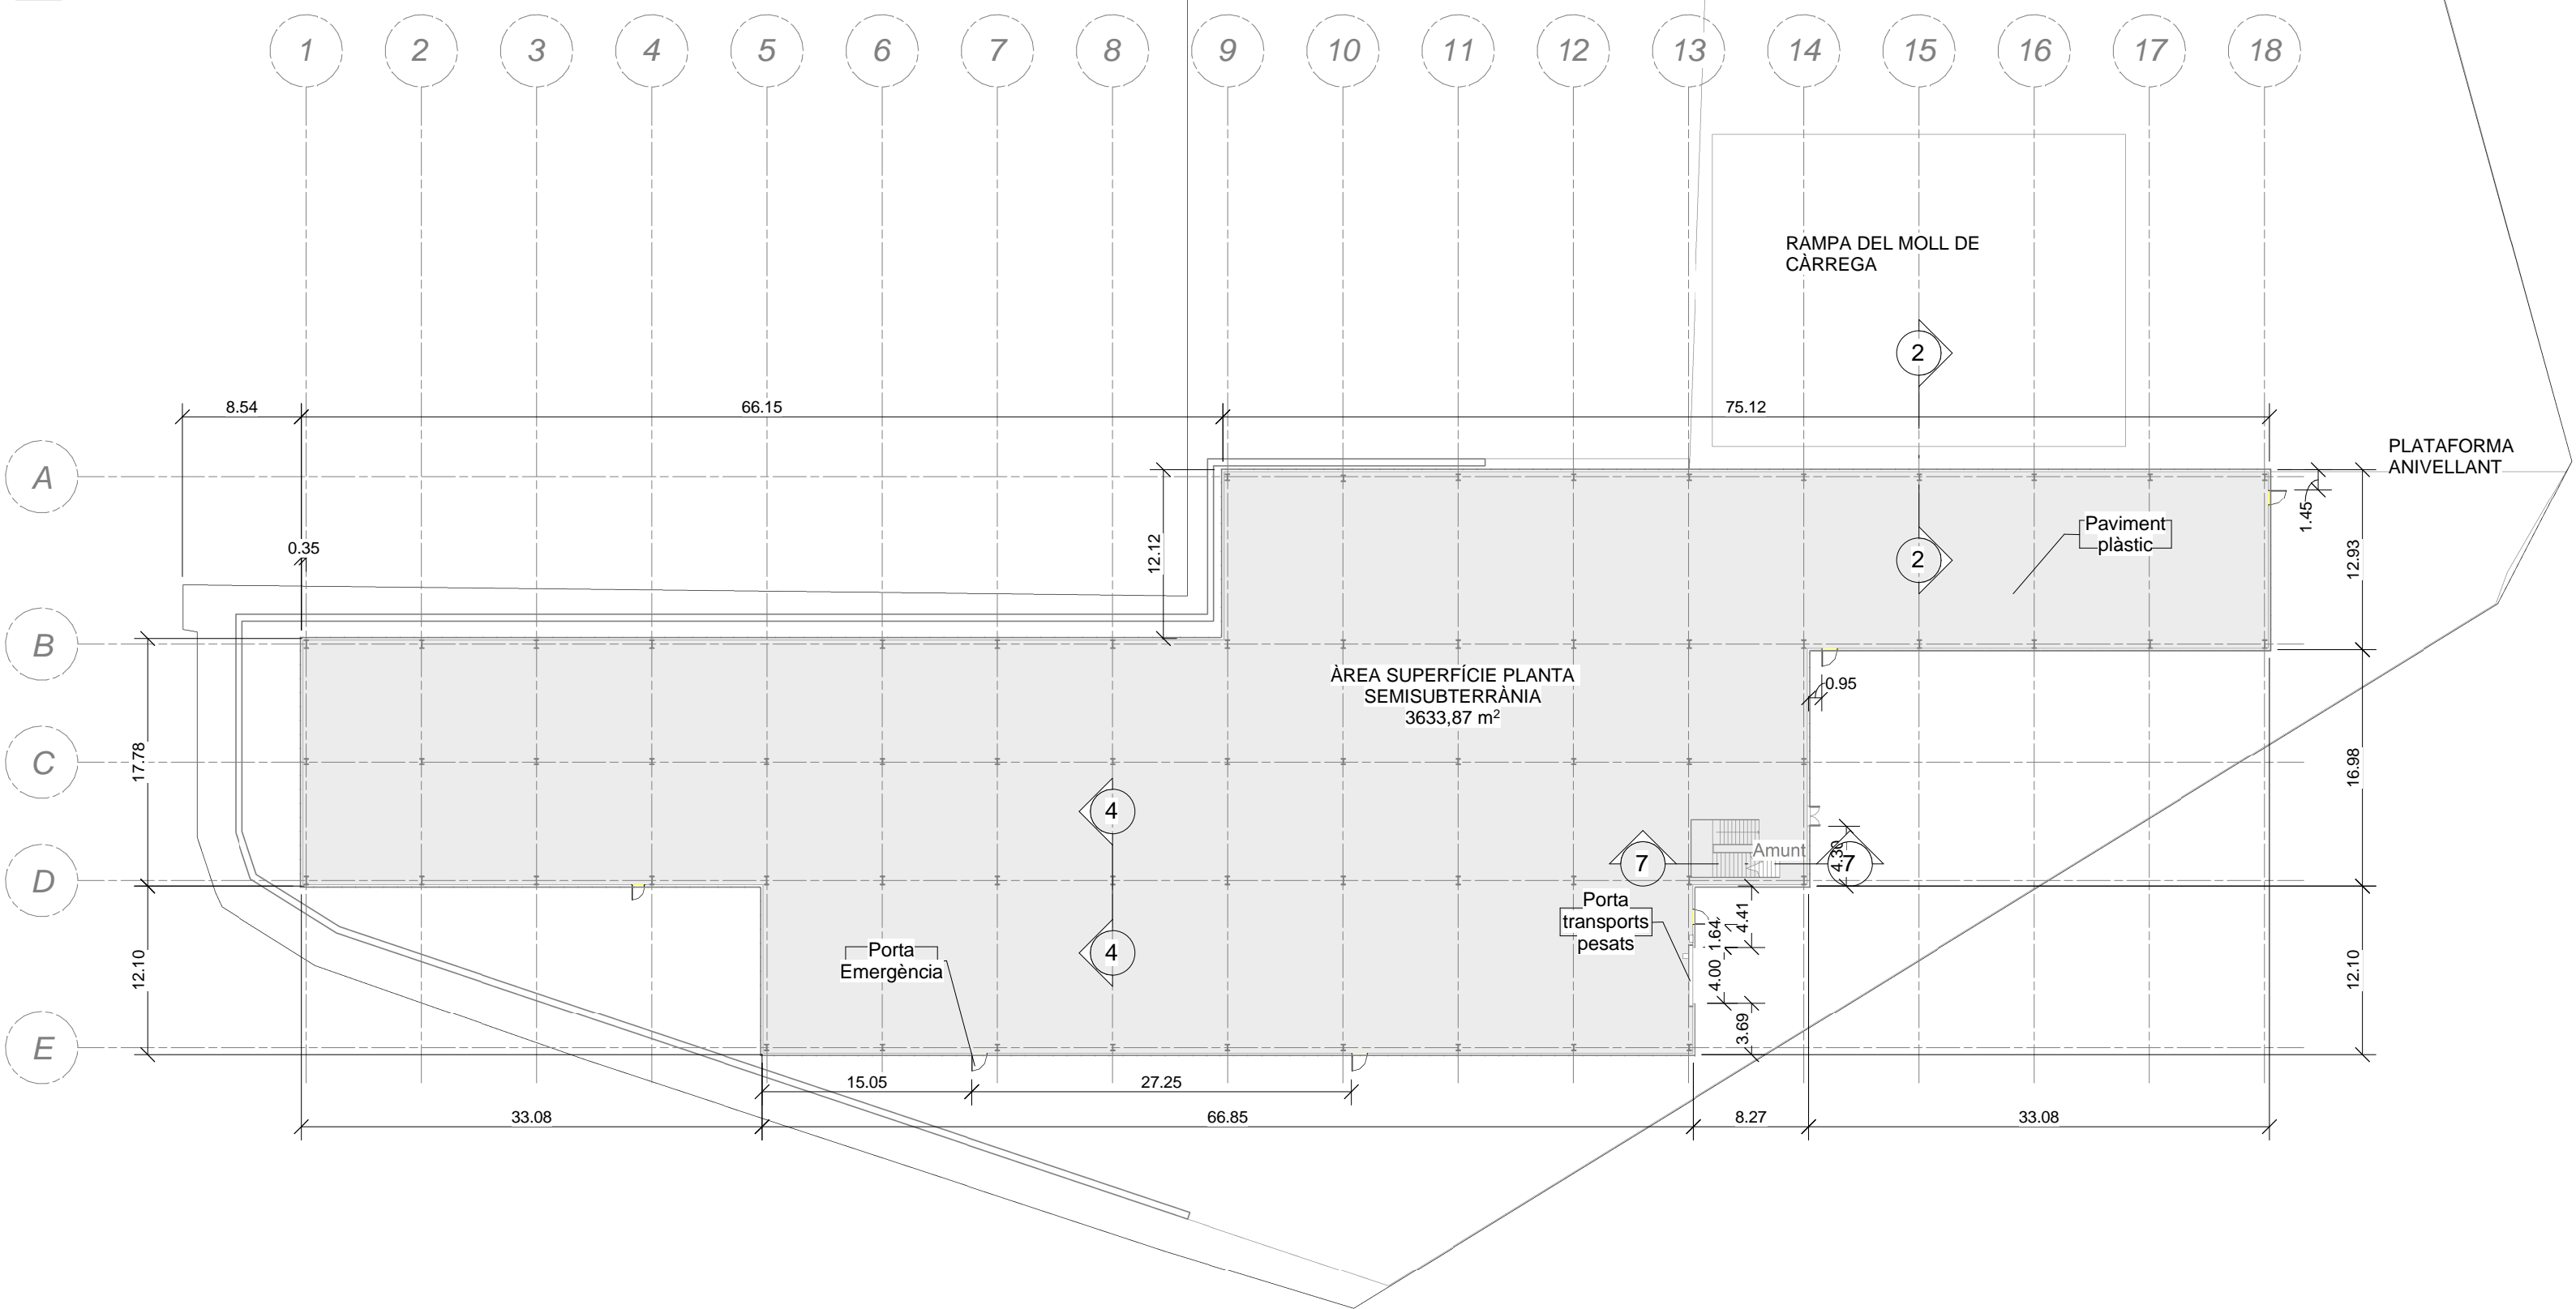 1 2 3 4 5 6 7 8 9 10 11 12 13 14 15 16 17 18
RAMPA DEL MOLL DE
CÀRREGA
2
8.54 66.15 75.12
A
PLATAFORMA
ANIVELLANT
1.45
Paviment
plàstic
0.35
12.12
2
12.93
B
ÀREA SUPERFÍCIE PLANTA
SEMISUBTERRÀNIA
3633,87 m²
0.95
C
17.78
16.98
4
7
Amunt
4.39
7
D
Porta
transports
pesats
4.41
1.64
Porta
Emergència
4
12.10
4.00
12.10
3.69
E
15.05 27.25
33.08 66.85 8.27 33.08